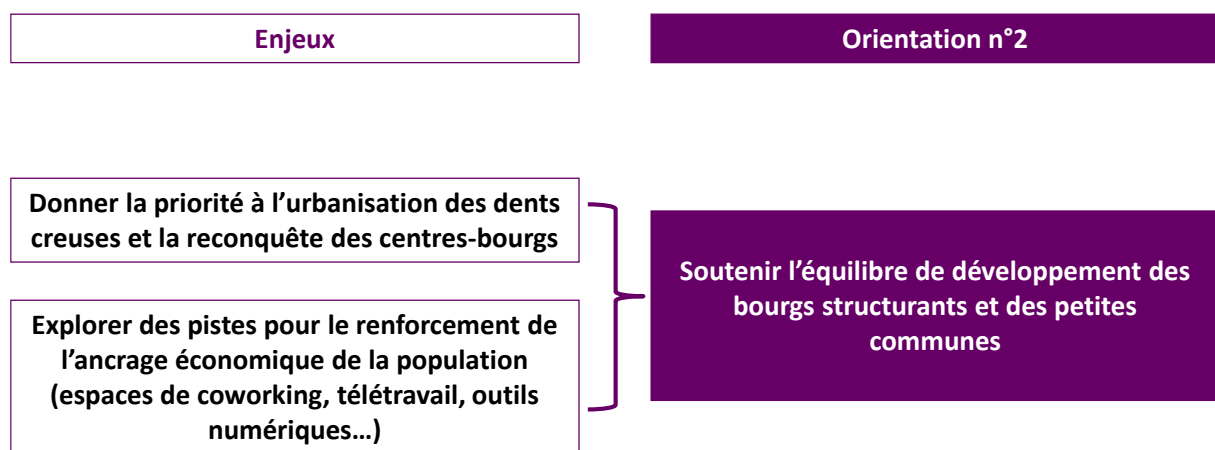 Enjeux
Orientation n°2
Donner la priorité à l’urbanisation des dents
creuses et la reconquête des centres-bourgs
Explorer des pistes pour le renforcement de
l’ancrage économique de la population
(espaces de coworking, télétravail, outils
numériques…)
Soutenir l’équilibre de développement des
bourgs structurants et des petites
communes